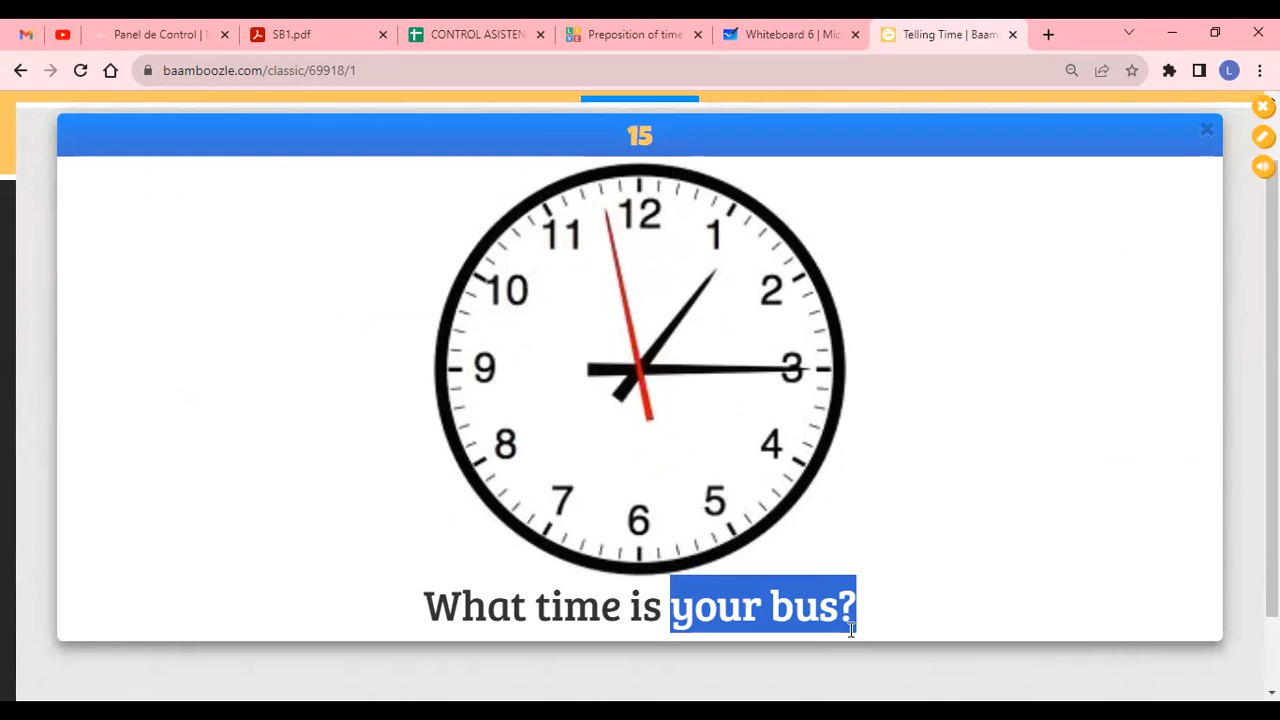 Panel de Control | I
SB1.pdf
CONTROL ASISTEN
Preposition of time
Whiteboard 6 | Mic
Telling Time | Baam
baamboozle.com/classic/69918/1
L
15
12
11
1
10
2
9
3
8
4
7
5
6
What time is your bus?